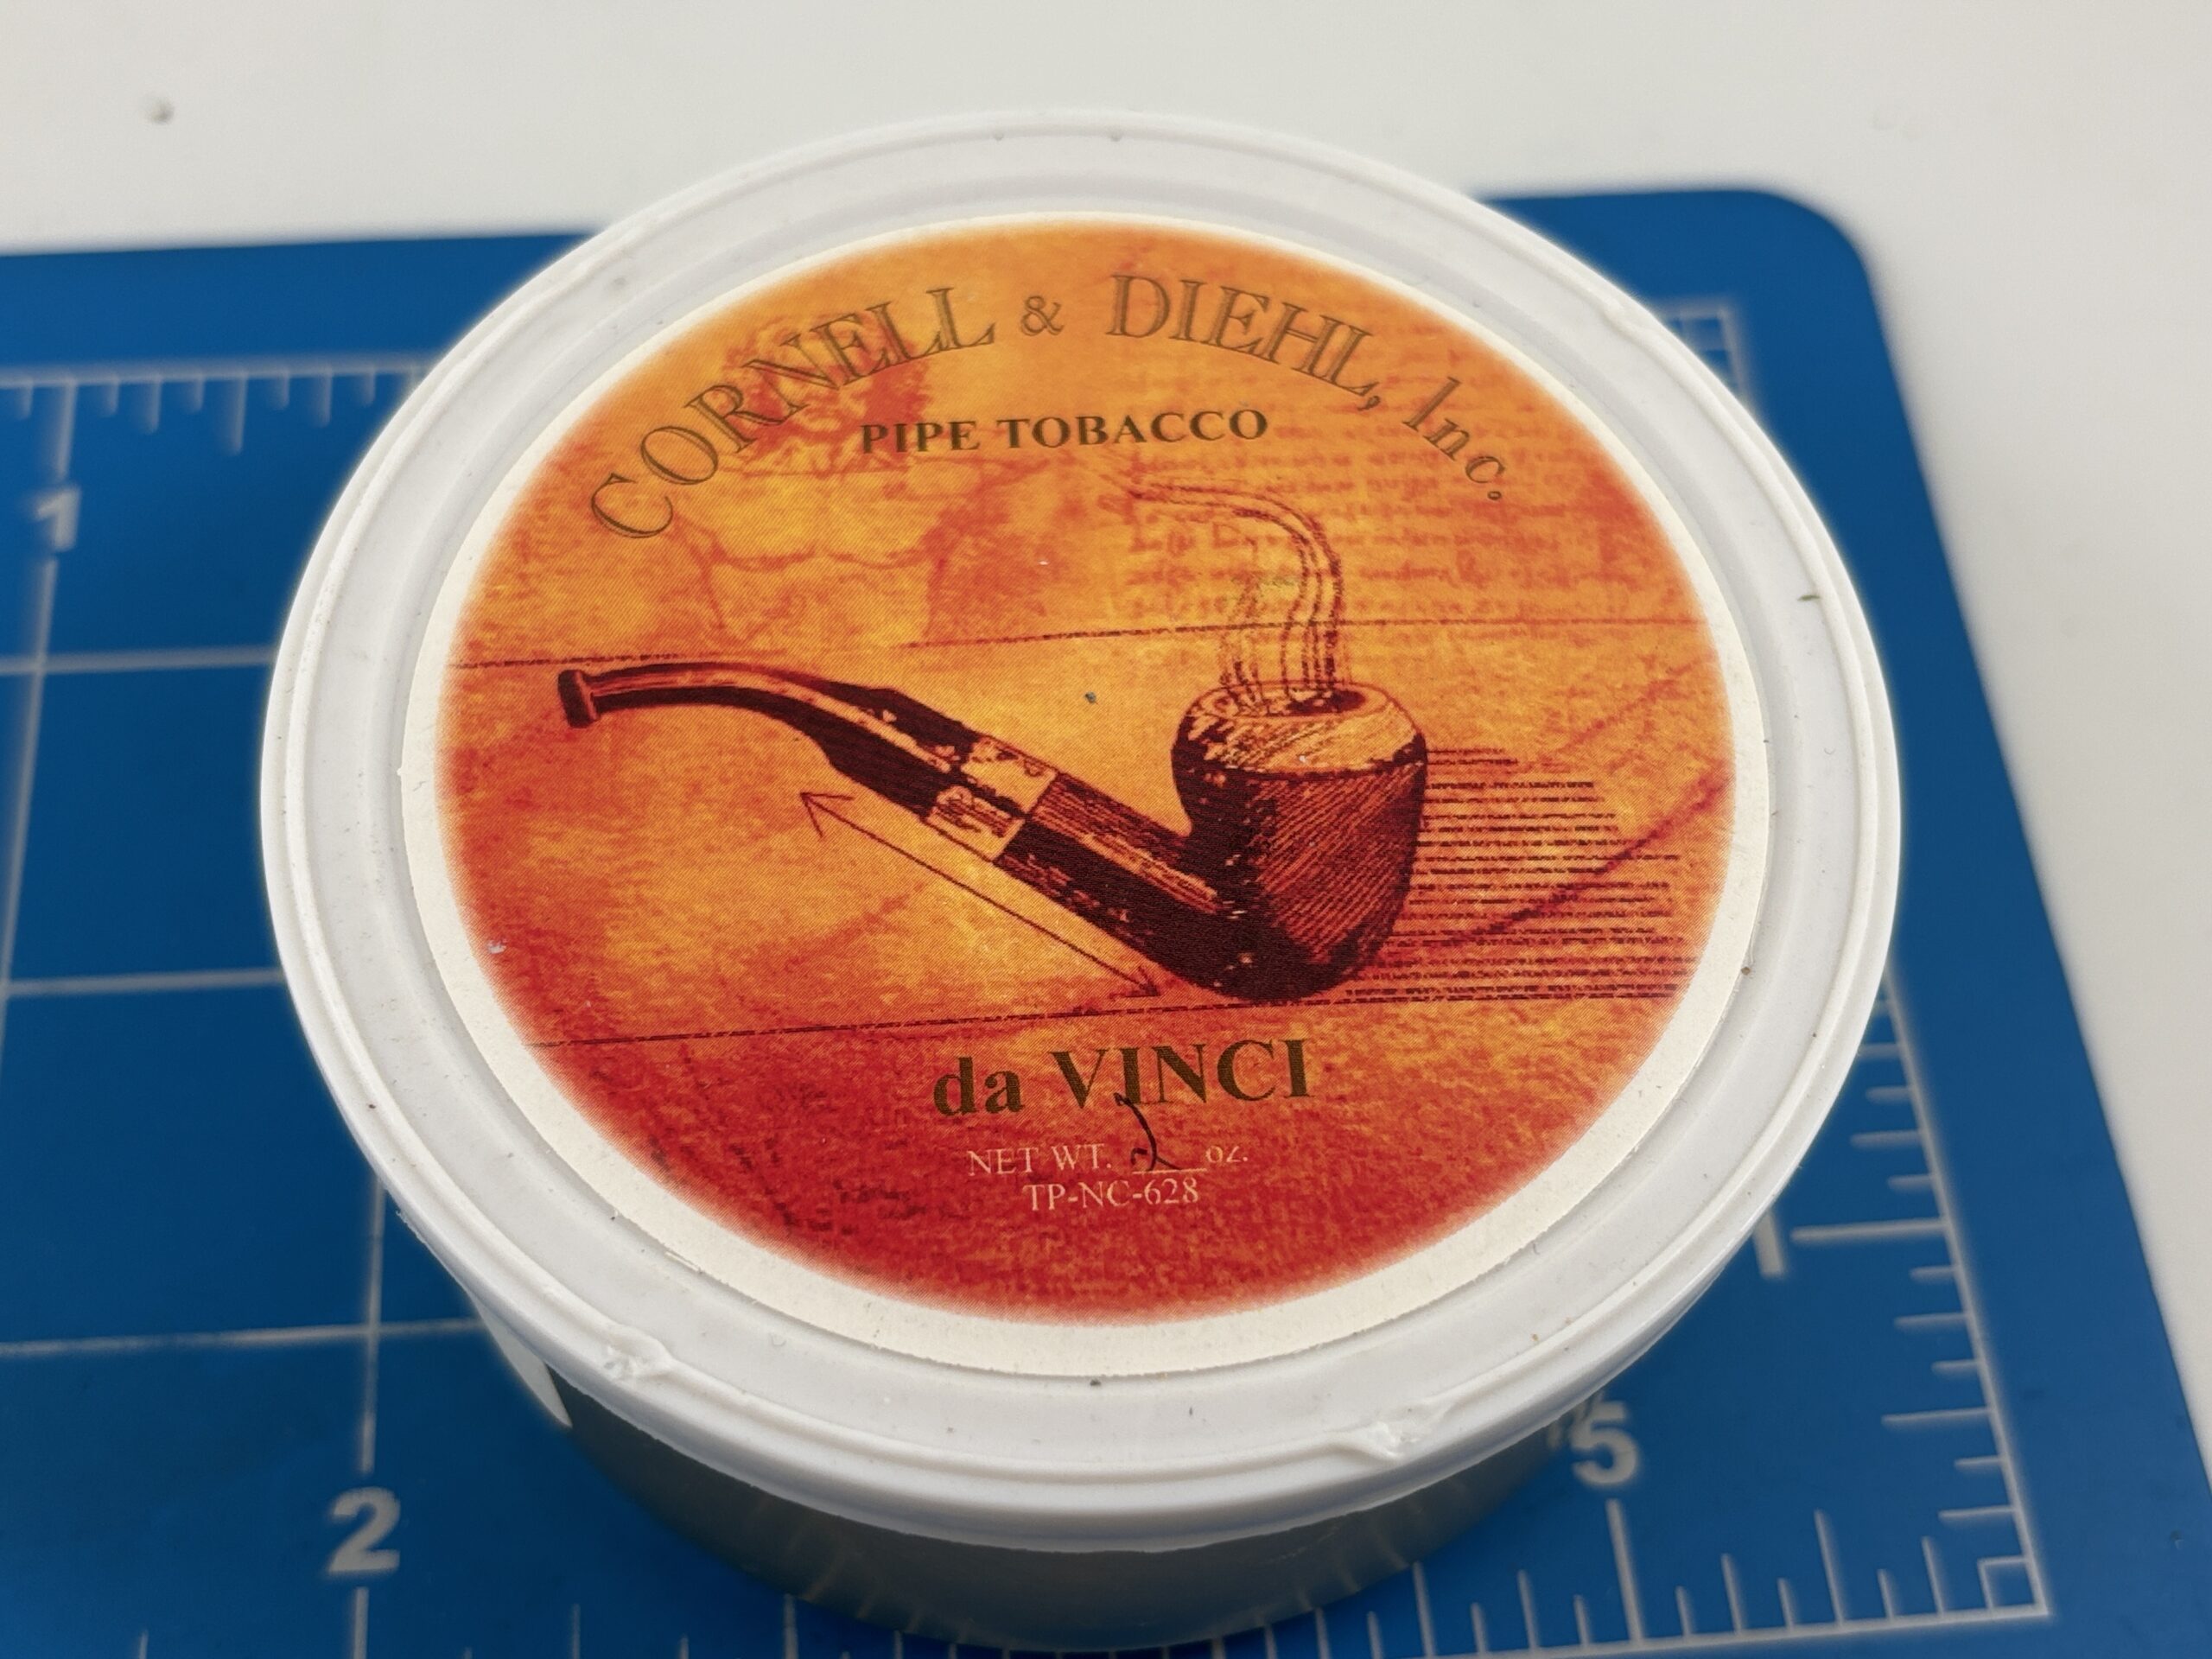 CORNELL & DIEHL, Inc.
PIPE TOBACCO
da VINCI
NET WT. 2 oz.
TP-NC-628
1
2
5
1